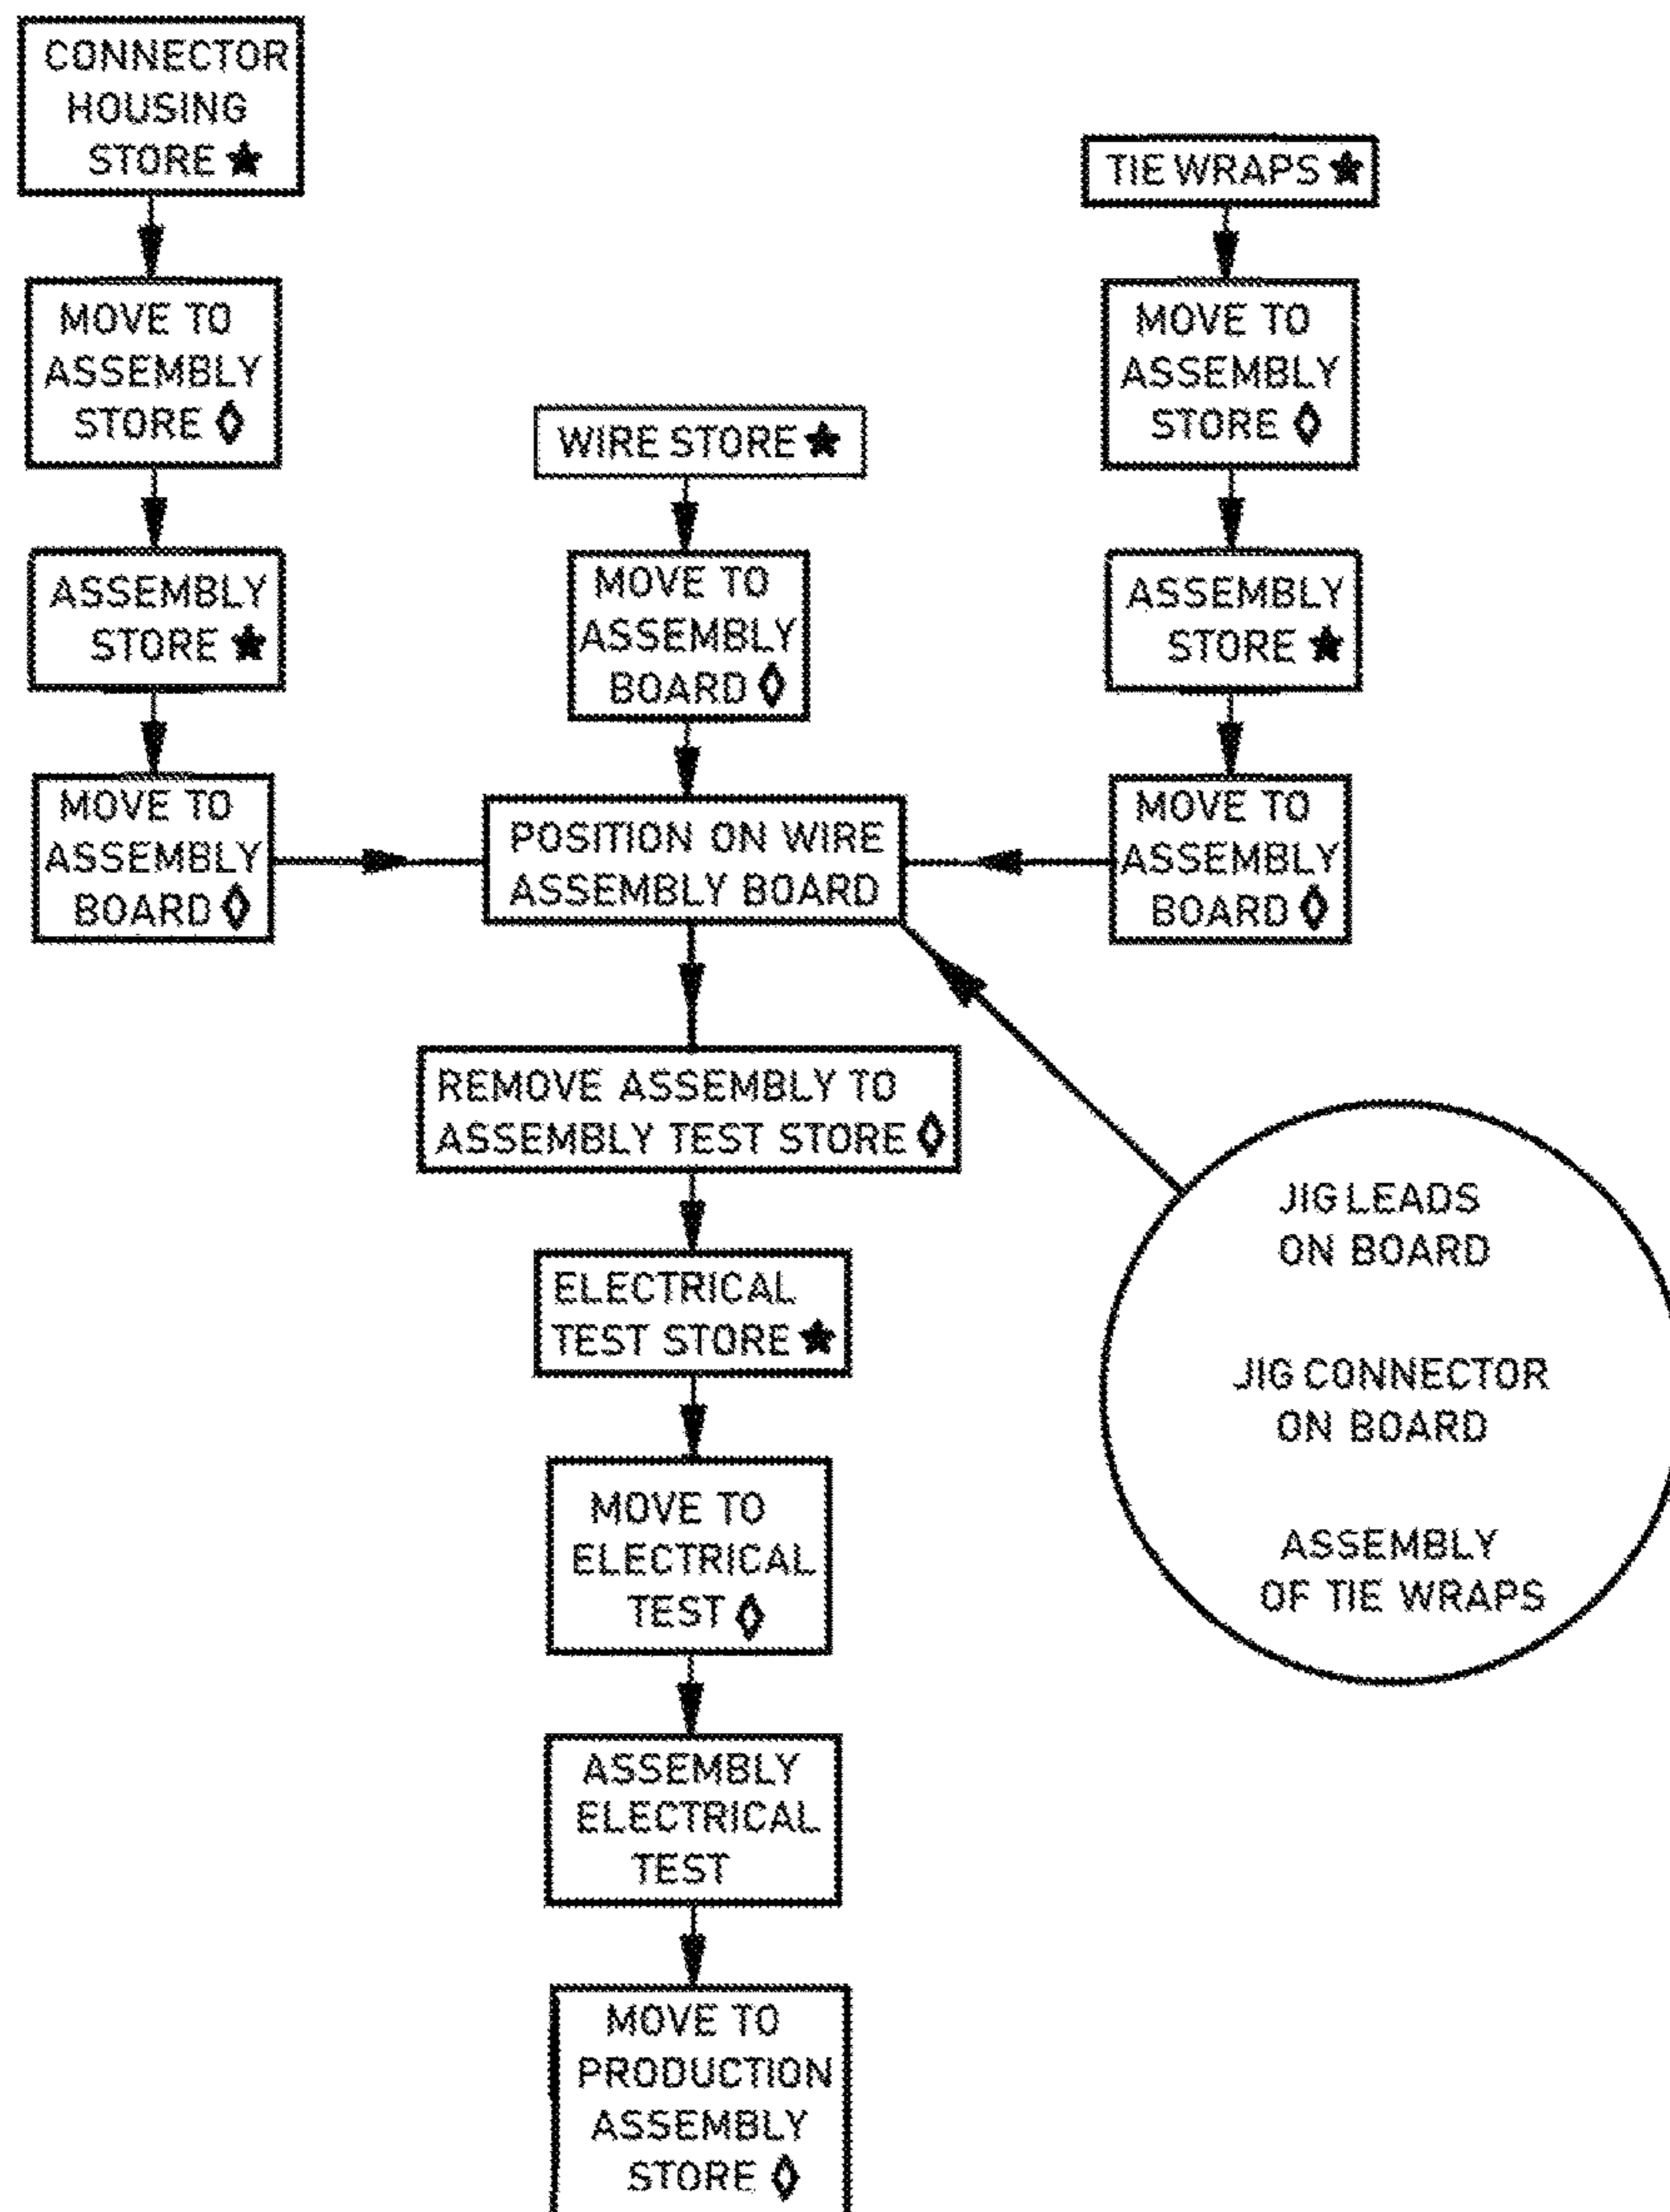 CONNECTOR
HOUSING
STORE ★
MOVE TO
ASSEMBLY
STORE ◊
ASSEMBLY
STORE ★
MOVE TO
ASSEMBLY
BOARD ◊
WIRE STORE ★
MOVE TO
ASSEMBLY
BOARD ◊
TIE WRAPS ★
MOVE TO
ASSEMBLY
STORE ◊
ASSEMBLY
STORE ★
MOVE TO
ASSEMBLY
BOARD ◊
POSITION ON WIRE
ASSEMBLY BOARD
REMOVE ASSEMBLY TO
ASSEMBLY TEST STORE ◊
ELECTRICAL
TEST STORE ★
MOVE TO
ELECTRICAL
TEST ◊
ASSEMBLY
ELECTRICAL
TEST
MOVE TO
PRODUCTION
ASSEMBLY
STORE ◊
JIG LEADS
ON BOARD
JIG CONNECTOR
ON BOARD
ASSEMBLY
OF TIE WRAPS